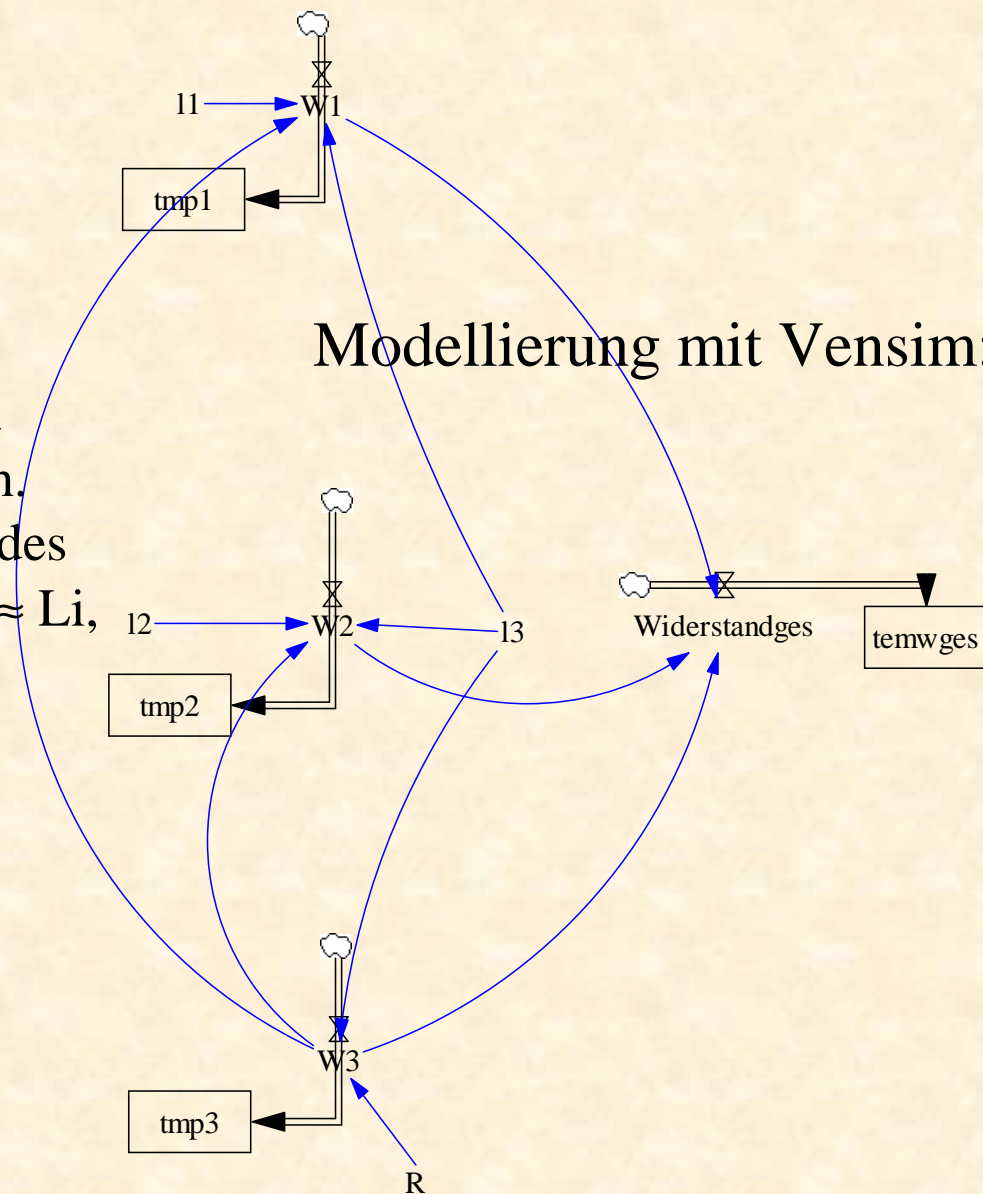 l1
W1
tmp1
Modellierung mit Vensim:
n.
des
≈ Li,
l2
W2
l3
Widerstandges
temwges
tmp2
W3
tmp3
R